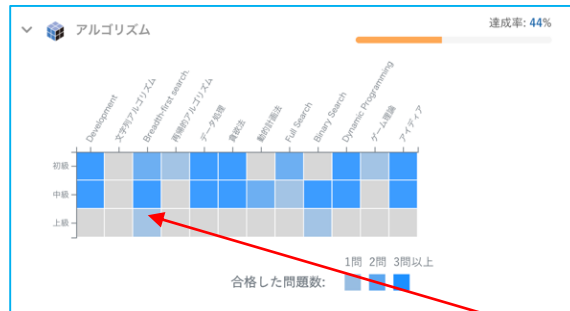 アルゴリズム
達成率: 44%
Development
文字列アルゴリズム
Breadth-first search.
再帰的アルゴリズム
データ処理
貪欲法
動的計画法
Full Search
Binary Search
Dynamic Programming
ゲーム理論
アイディア
初級
中級
上級
1問 2問 3問以上
合格した問題数: